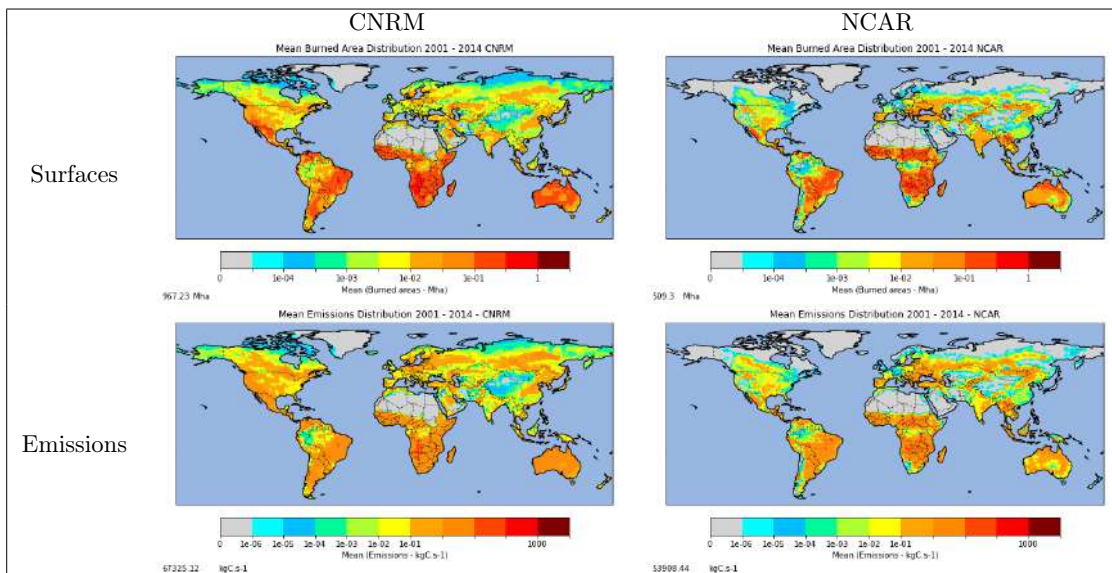 CNRM NCAR
Mean Burned Area Distribution 2001 - 2014 CNRM
Mean Burned Area Distribution 2001 - 2014 NCAR
Surfaces
0 1e-04 3e-03 1e-02 3e-01 1
Mean (Burned areas - Mha)
967.23 Mha
0 1e-04 3e-03 1e-02 3e-01 1
Mean (Burned areas - Mha)
509.3 Mha
Mean Emissions Distribution 2001 - 2014 - CNRM
Mean Emissions Distribution 2001 - 2014 - NCAR
Emissions
0 1e-06 1e-05 1e-04 1e-03 1e-02 1e-01 1000
Mean (Emissions - kgC.s-1)
67325.12 kgC.s-1
0 1e-06 1e-05 1e-04 1e-03 1e-02 1e-01 1000
Mean (Emissions - kgC.s-1)
53908.44 kgC.s-1